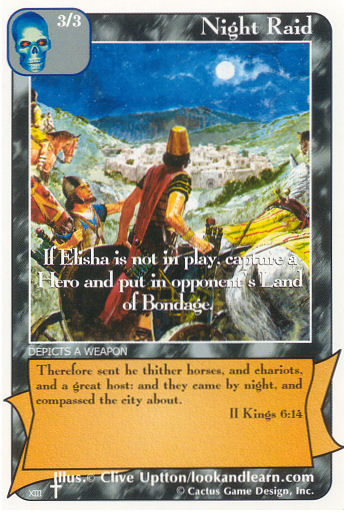 3/3
Night Raid
If Elisha is not in play, capture a
Hero and put in opponent's Land
of Bondage.
DEPICTS A WEAPON
Therefore sent he thither horses, and chariots,
and a great host: and they came by night, and
compassed the city about.
II Kings 6:14
Illus.© Clive Uptton/lookandlearn.com
XIII
© Cactus Game Design, Inc.